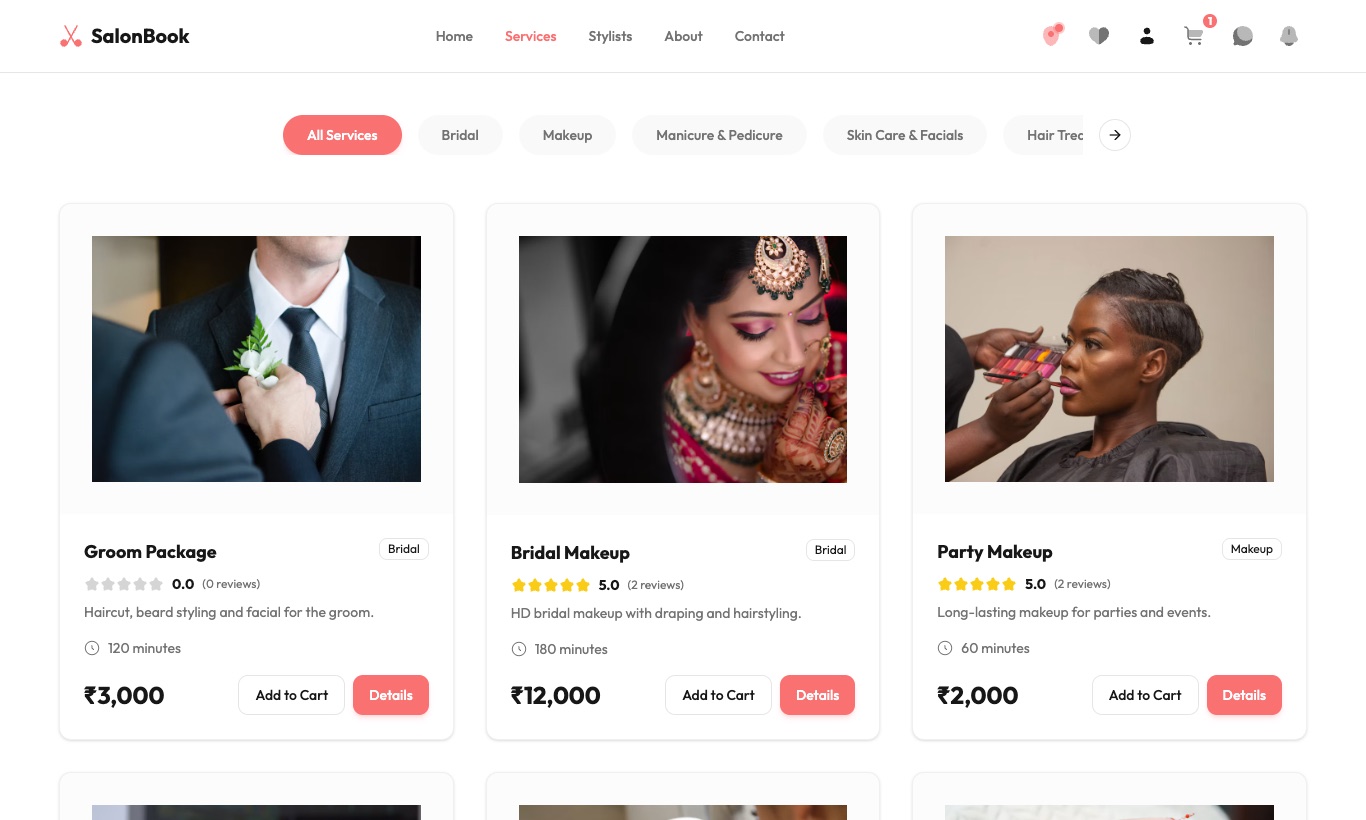 SalonBook
Home Services Stylists About Contact
1
All Services Bridal Makeup Manicure & Pedicure Skin Care & Facials Hair
Groom Package Bridal
0.0 (0 reviews)
Haircut, beard styling and facial for the groom.
120 minutes
₹3,000 Add to Cart Details
Bridal Makeup Bridal
5.0 (2 reviews)
HD bridal makeup with draping and hairstyling.
180 minutes
₹12,000 Add to Cart Details
Party Makeup Makeup
5.0 (2 reviews)
Long-lasting makeup for parties and events.
60 minutes
₹2,000 Add to Cart Details